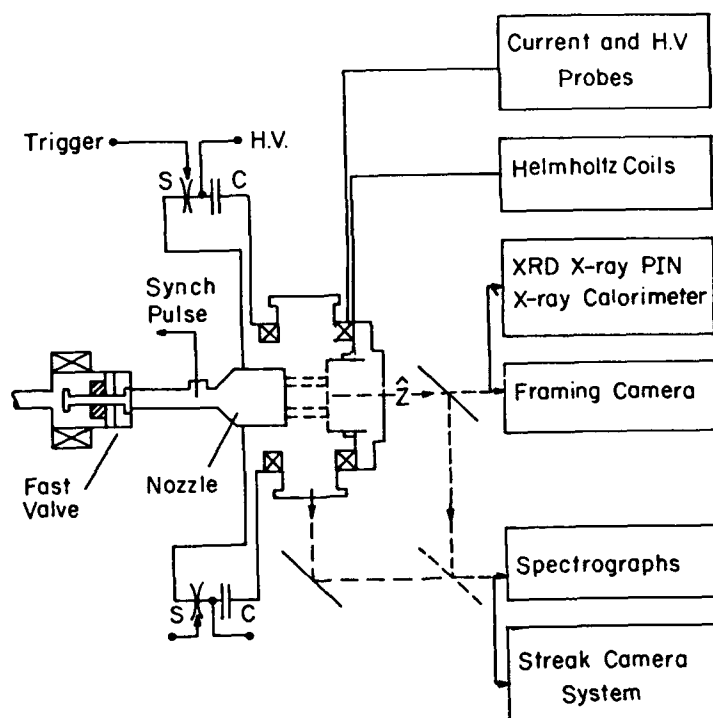 Current and H.V
Probes
Trigger
H.V.
S
C
Helmholtz Coils
XRD X-ray PIN
X-ray Calorimeter
Synch
Pulse
Ẑ
Framing Camera
Fast
Valve
Nozzle
Spectrographs
S
C
Streak Camera
System